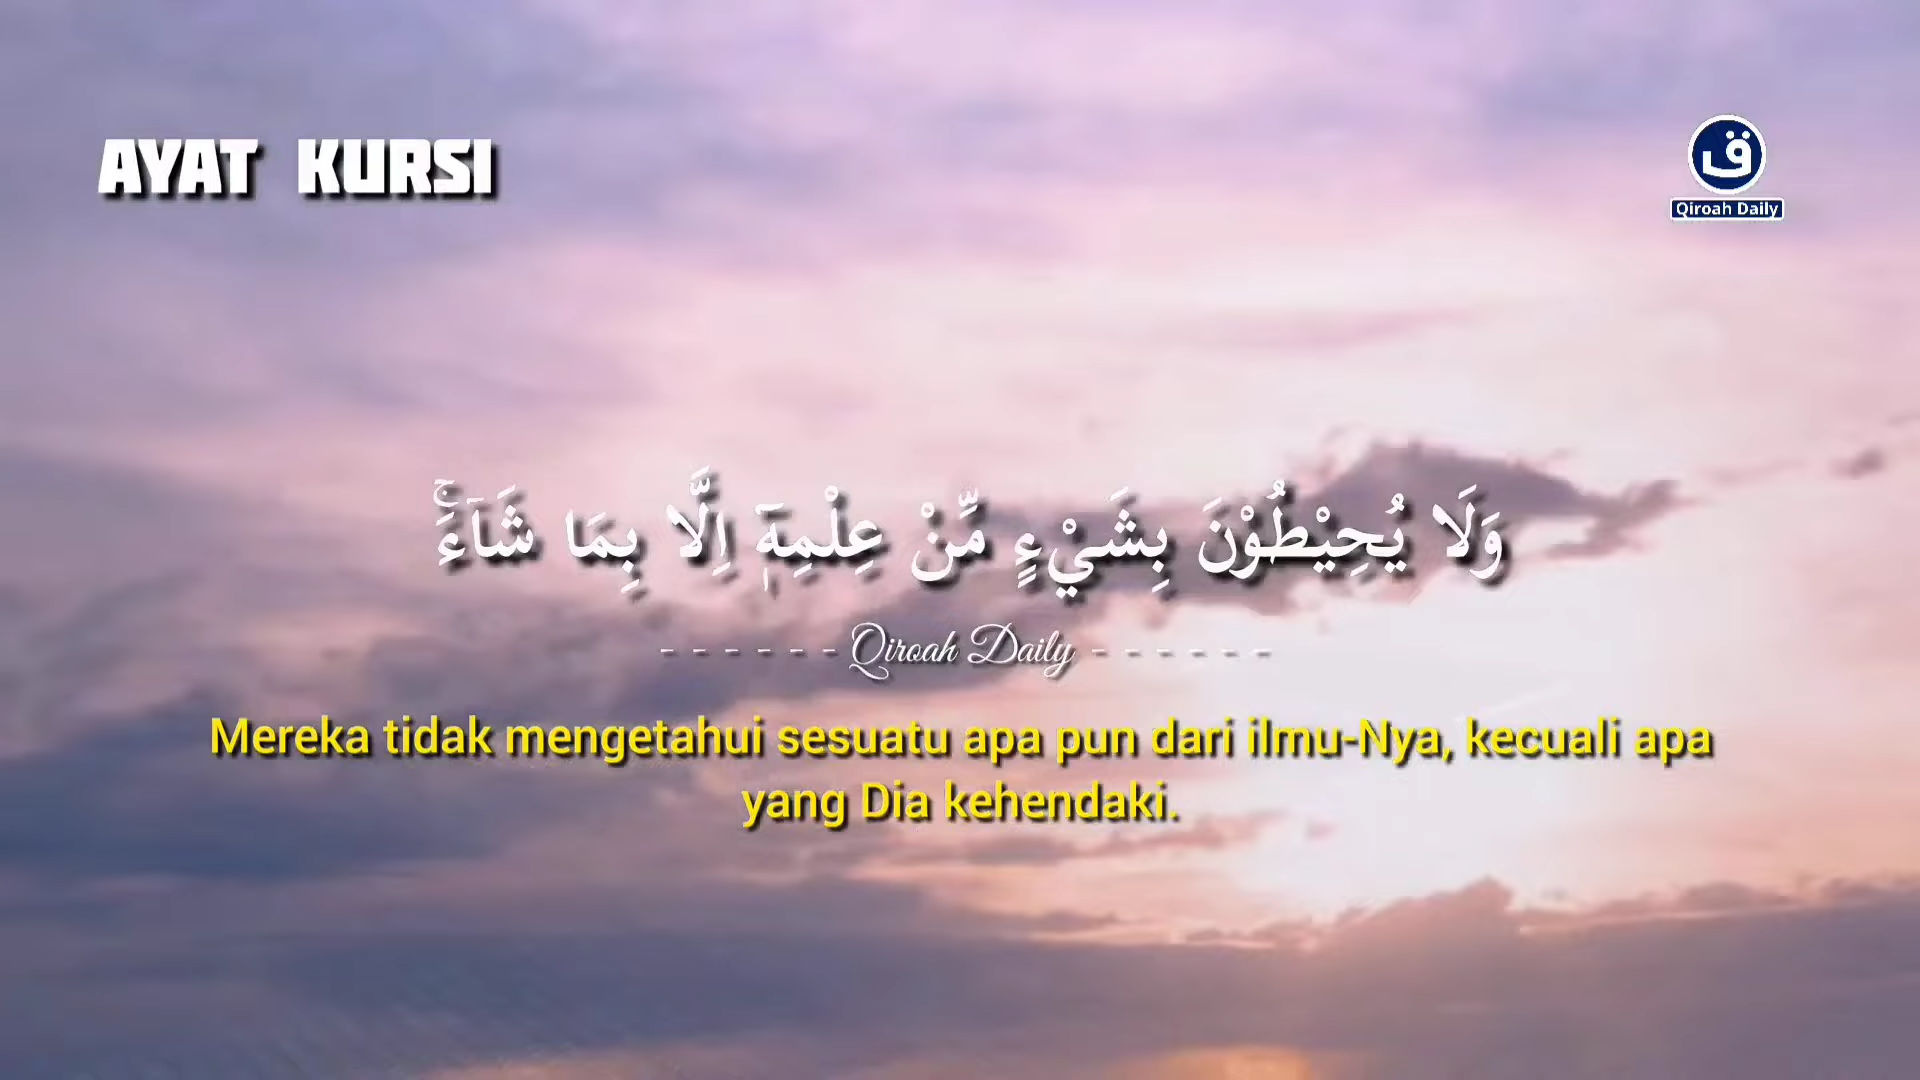 AYAT KURSI
ق
Qiroah Daily
وَلَا يُحِيْطُوْنَ بِشَيْءٍ مِّنْ عِلْمِهٖٓ اِلَّا بِمَا شَاۤءَۚ
- - - - - - Qiroah Daily - - - - - -
Mereka tidak mengetahui sesuatu apa pun dari ilmu-Nya, kecuali apa
yang Dia kehendaki.